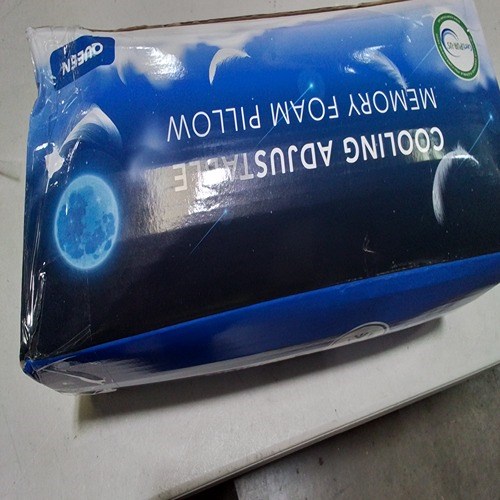 COOLING ADJUSTABLE
MEMORY FOAM PILLOW
QUEEN